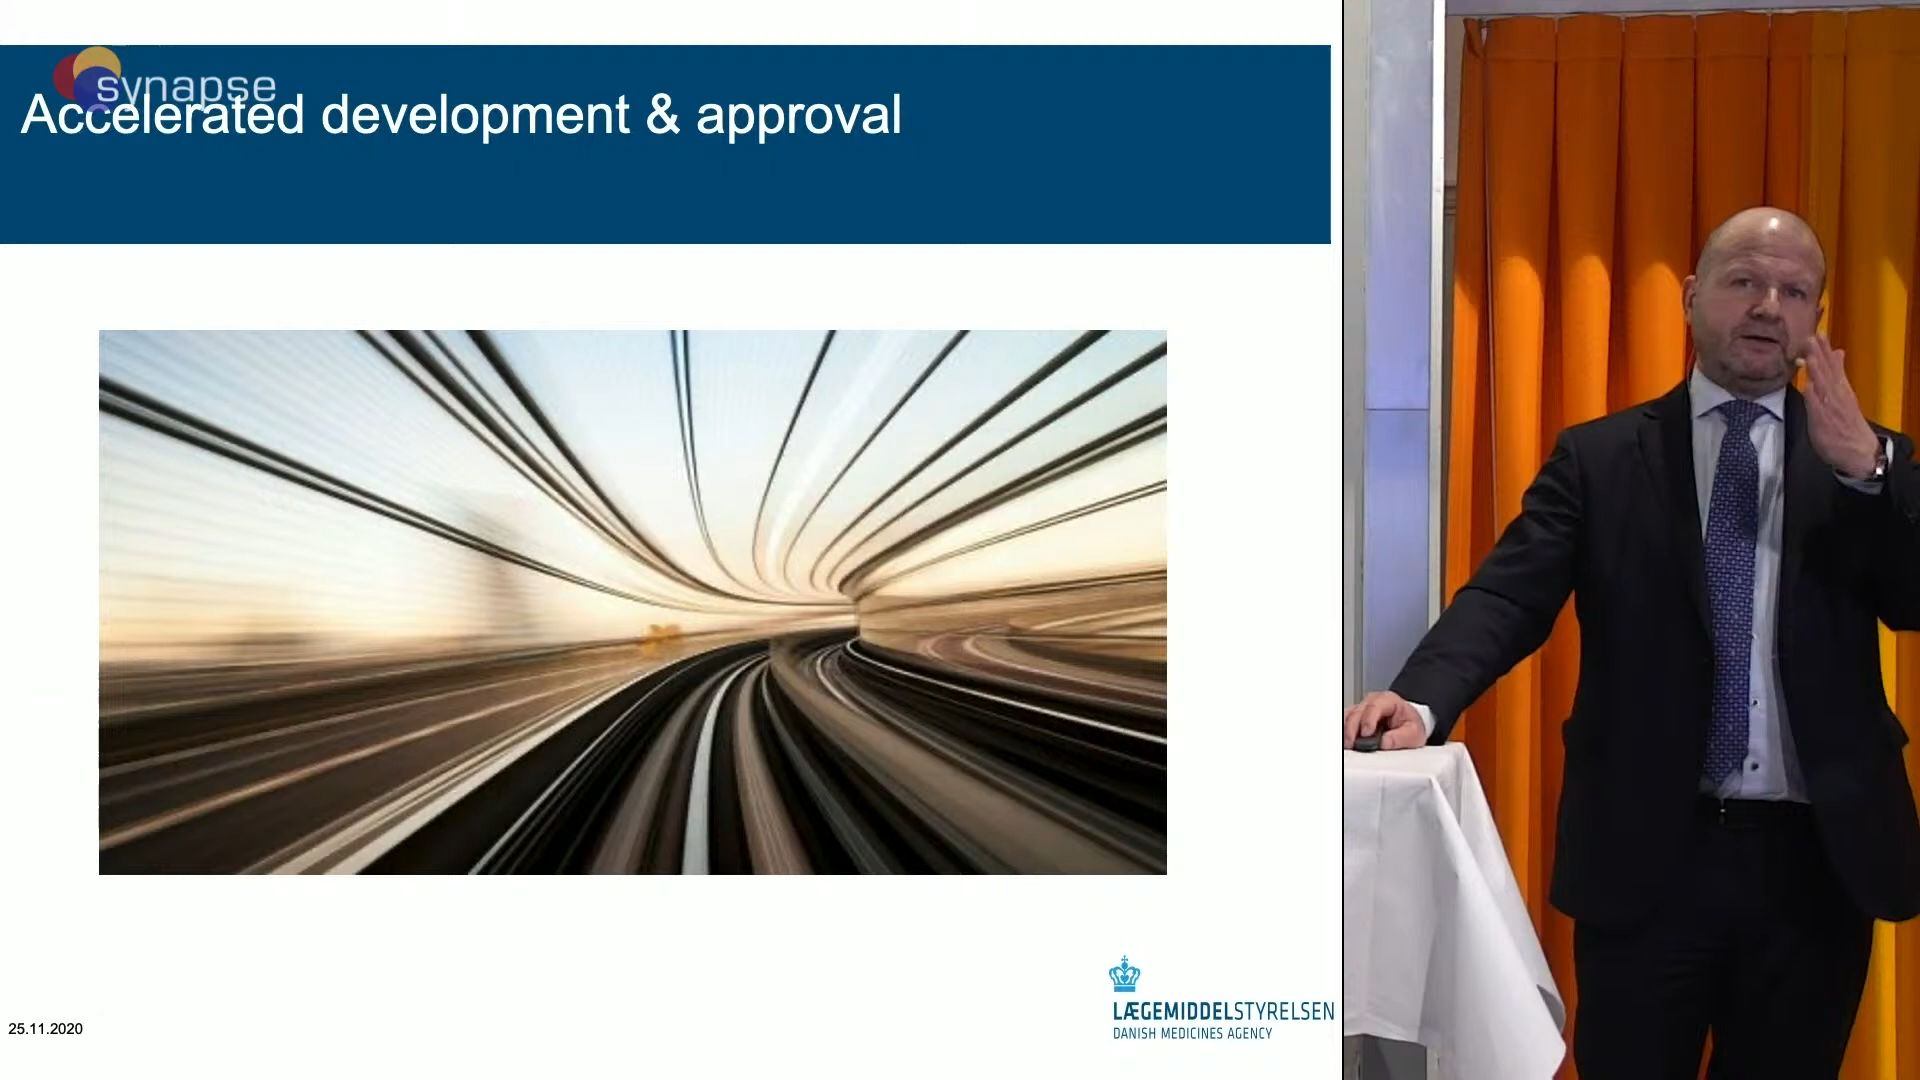 synapse
Accelerated development & approval
25.11.2020
LÆGEMIDDELSTYRELSEN
DANISH MEDICINES AGENCY